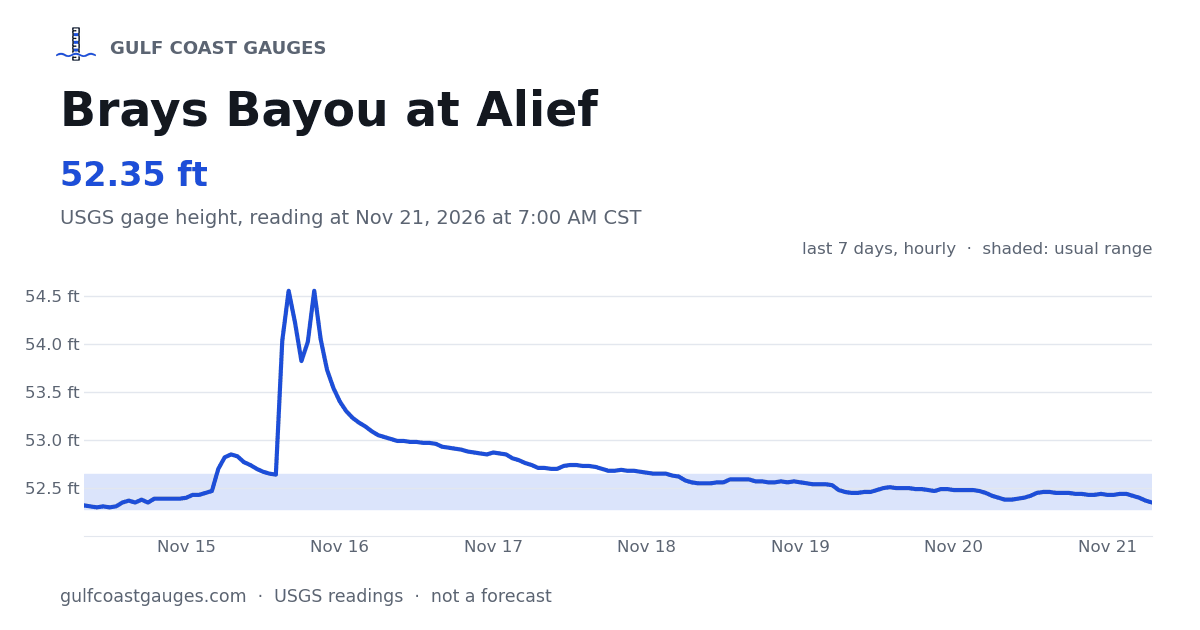 GULF COAST GAUGES
Brays Bayou at Alief
52.35 ft
USGS gage height, reading at Nov 21, 2026 at 7:00 AM CST
last 7 days, hourly · shaded: usual range
54.5 ft
54.0 ft
53.5 ft
53.0 ft
52.5 ft
Nov 15 Nov 16 Nov 17 Nov 18 Nov 19 Nov 20 Nov 21
gulfcoastgauges.com · USGS readings · not a forecast